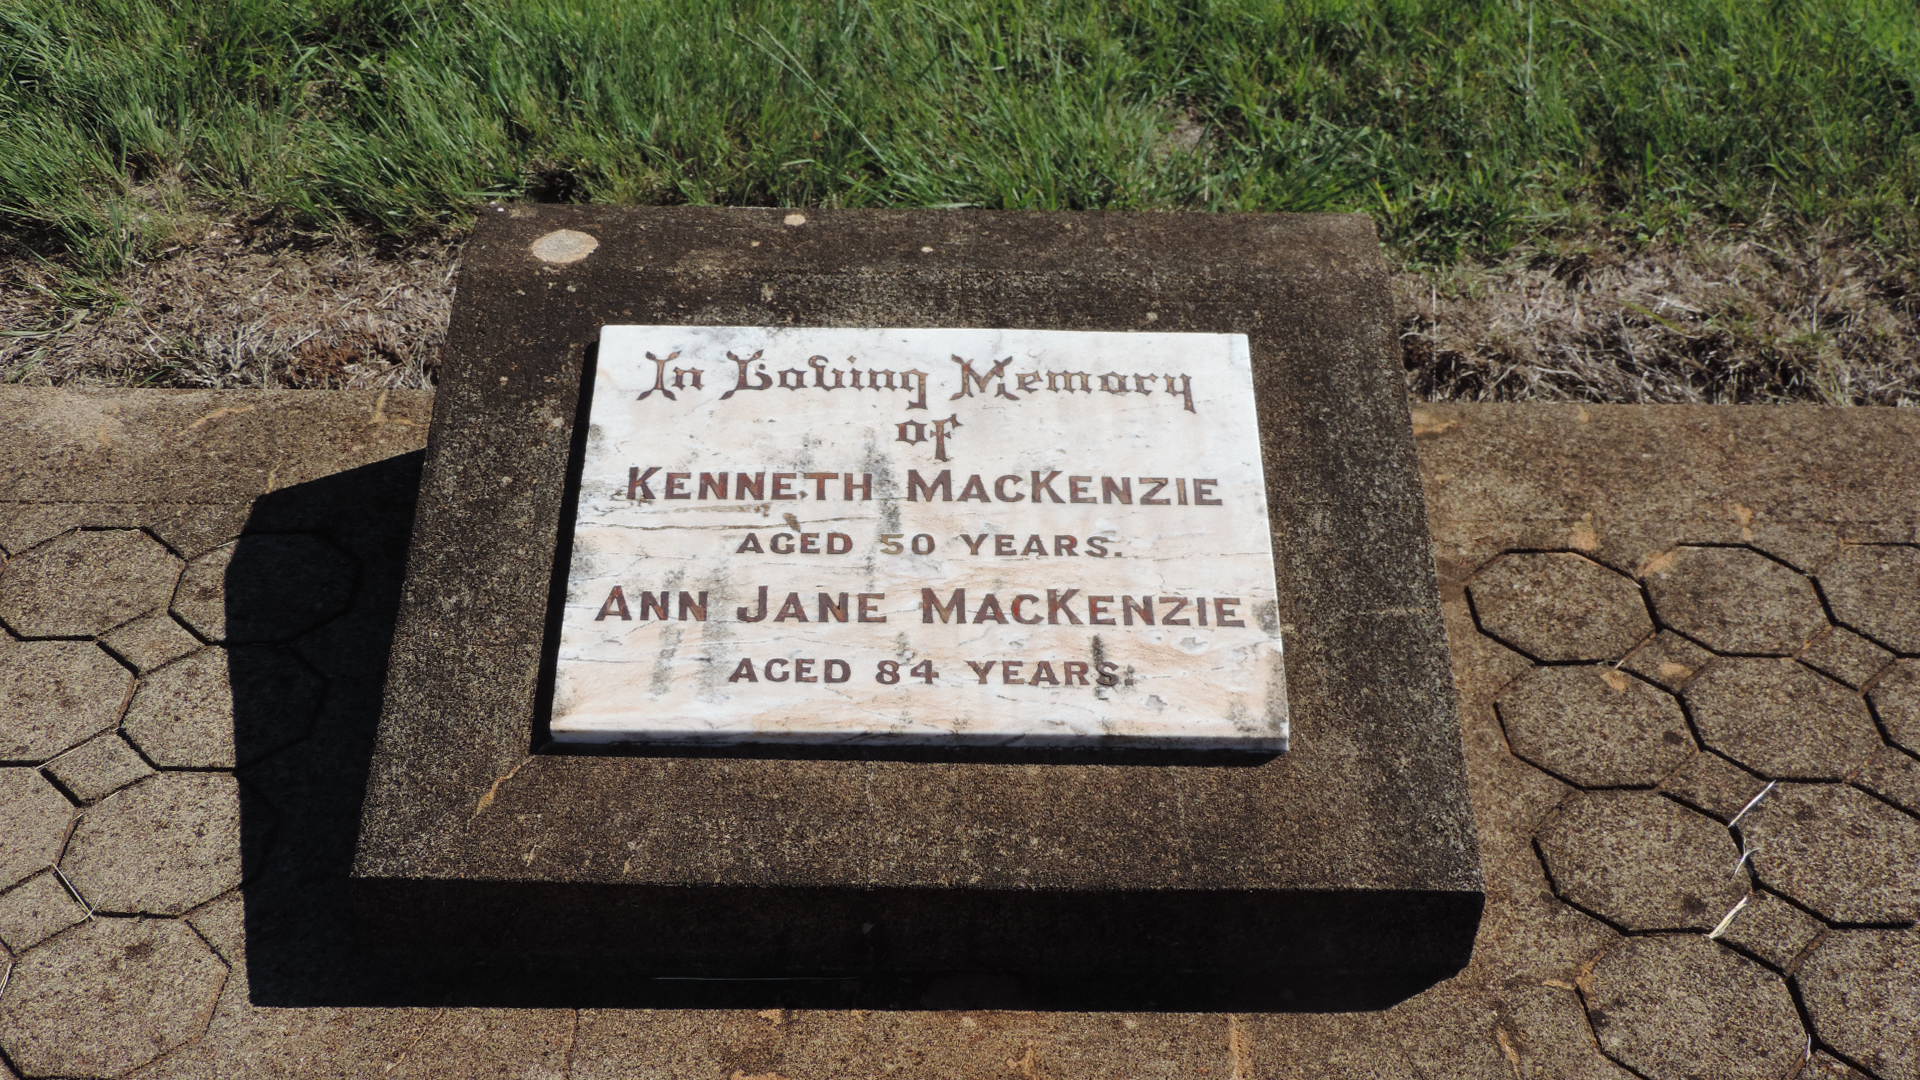 In Loving Memory
of
KENNETH MACKENZIE
AGED 50 YEARS.
ANN JANE MACKENZIE
AGED 84 YEARS.